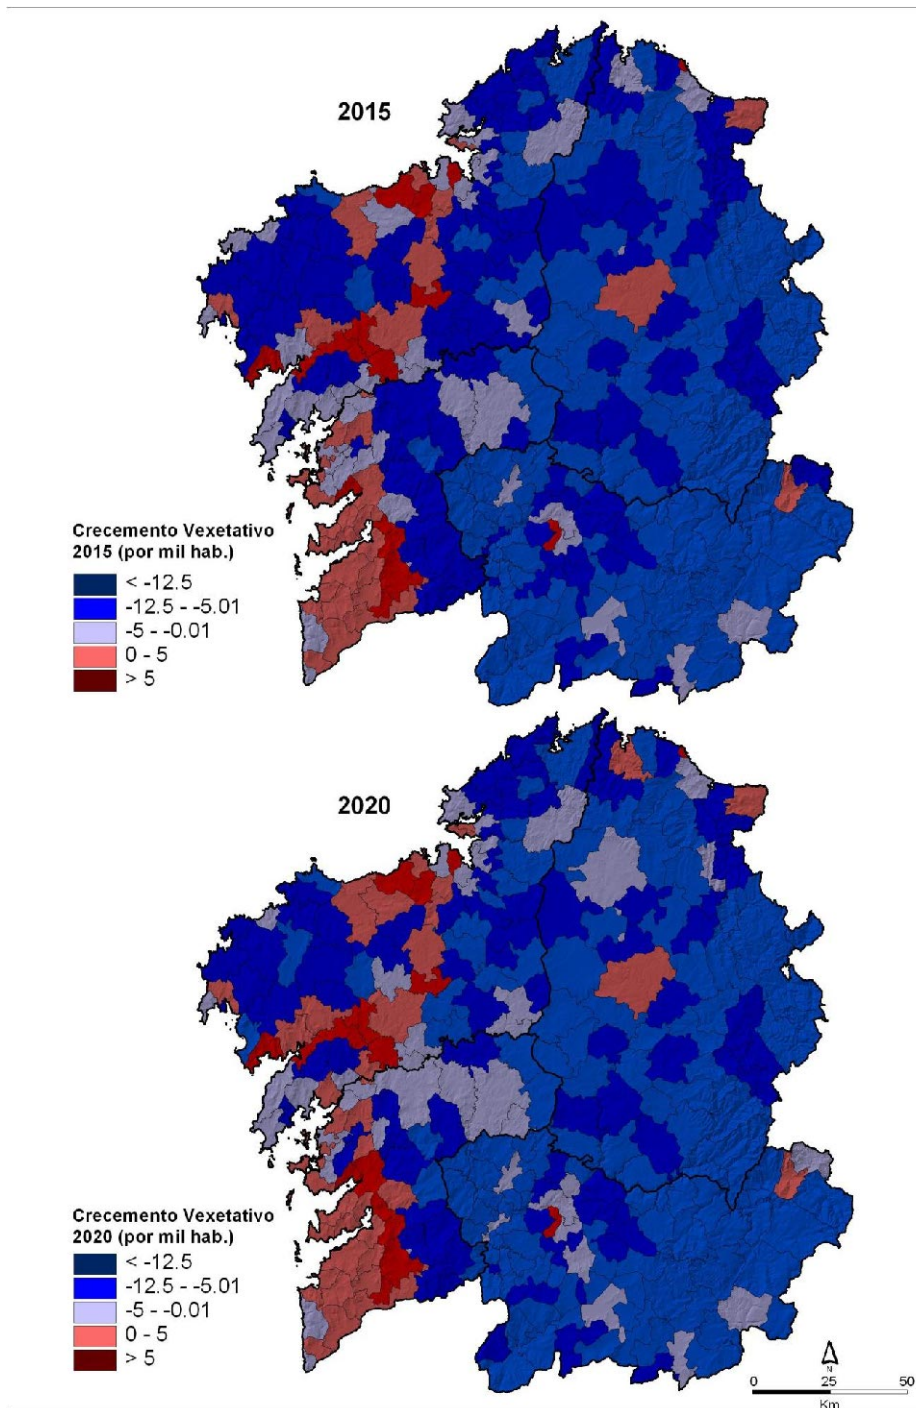 2015
Crecemento Vexetativo
2015 (por mil hab.)
< -12.5
-12.5 - -5.01
-5 - -0.01
0 - 5
> 5
2020
Crecemento Vexetativo
2020 (por mil hab.)
< -12.5
-12.5 - -5.01
-5 - -0.01
0 - 5
> 5
N
0 25 50
Km